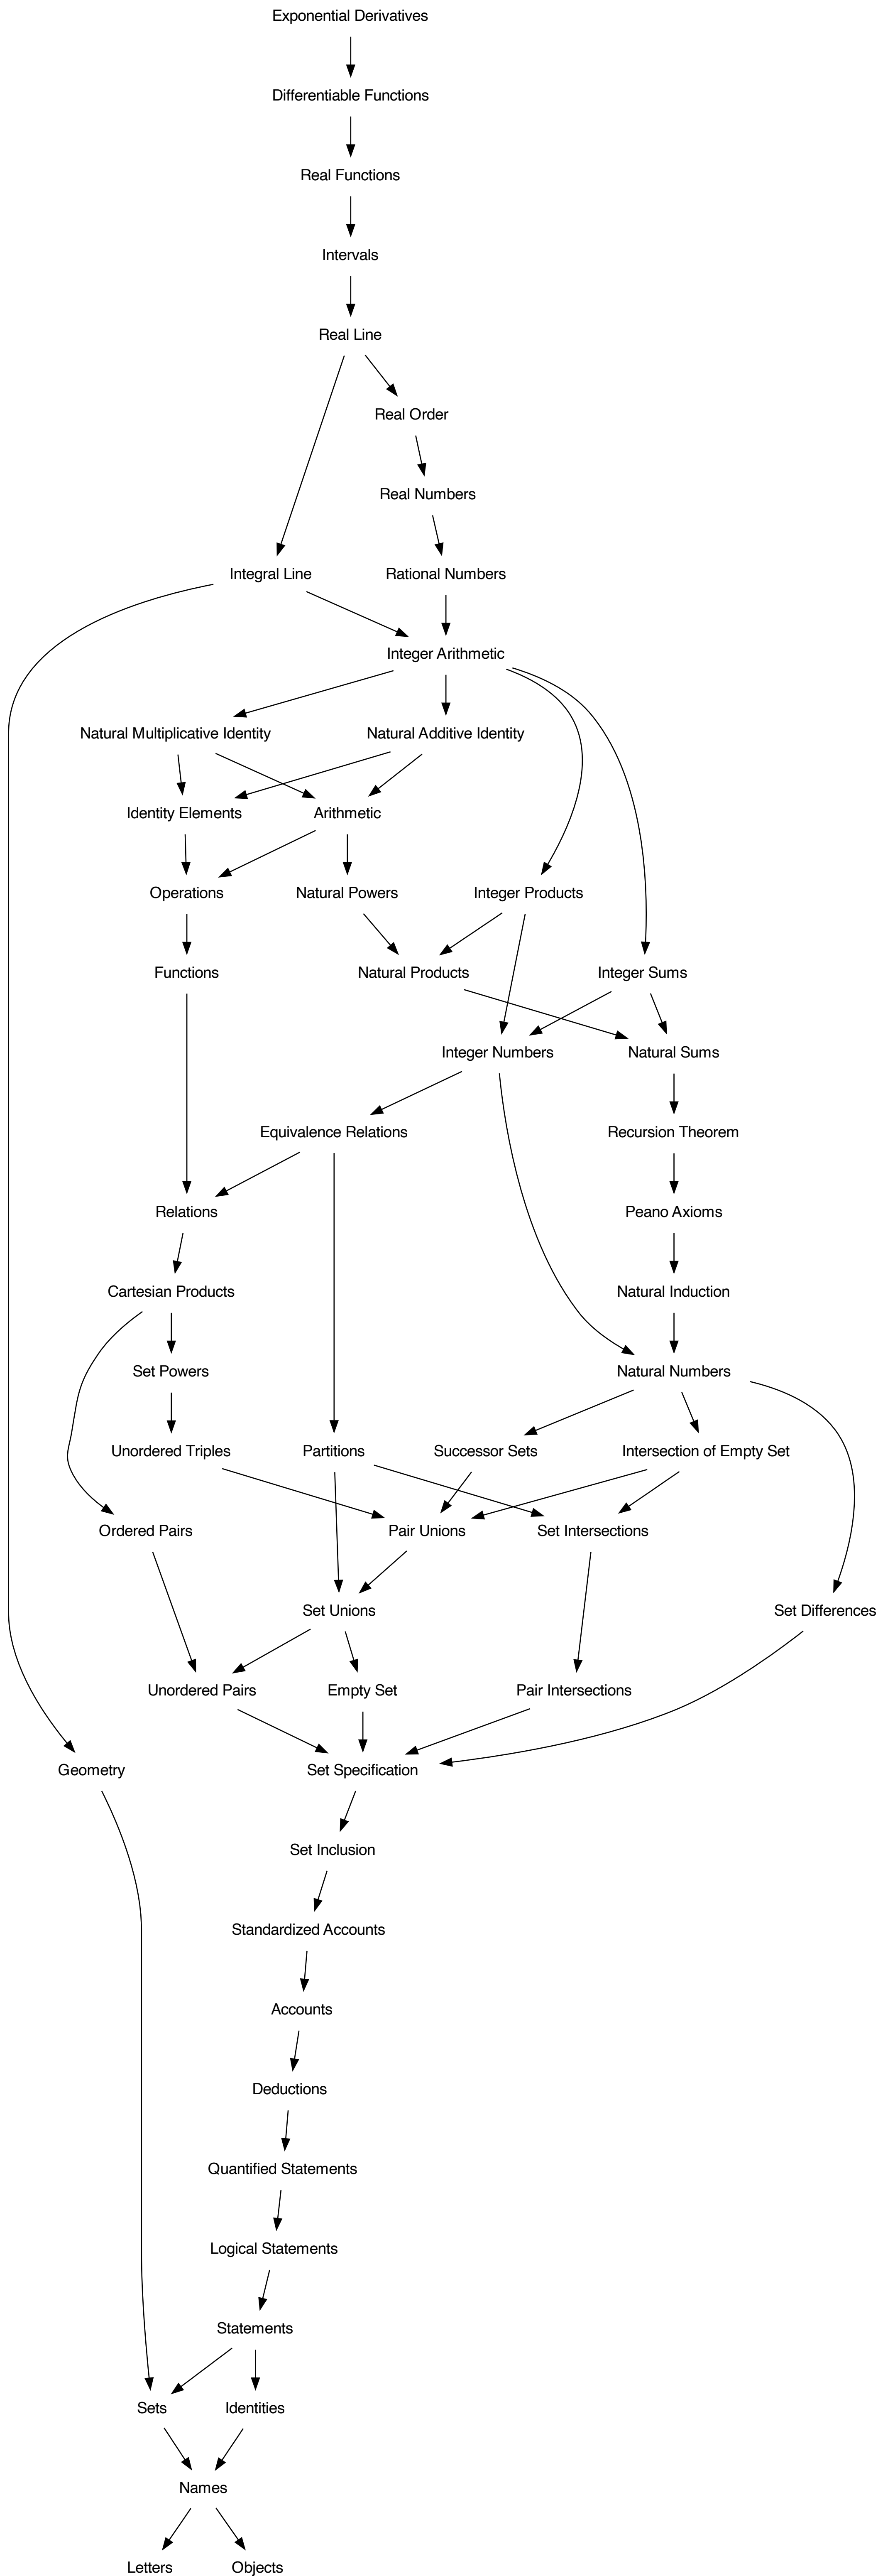 Exponential Derivatives
Differentiable Functions
Real Functions
Intervals
Real Line
Real Order
Real Numbers
Integral Line
Rational Numbers
Integer Arithmetic
Natural Multiplicative Identity
Natural Additive Identity
Identity Elements
Arithmetic
Operations
Natural Powers
Integer Products
Functions
Natural Products
Integer Sums
Integer Numbers
Natural Sums
Equivalence Relations
Recursion Theorem
Relations
Peano Axioms
Cartesian Products
Natural Induction
Set Powers
Natural Numbers
Unordered Triples
Partitions
Successor Sets
Intersection of Empty Set
Ordered Pairs
Pair Unions
Set Intersections
Set Unions
Set Differences
Unordered Pairs
Empty Set
Pair Intersections
Geometry
Set Specification
Set Inclusion
Standardized Accounts
Accounts
Deductions
Quantified Statements
Logical Statements
Statements
Sets
Identities
Names
Letters
Objects